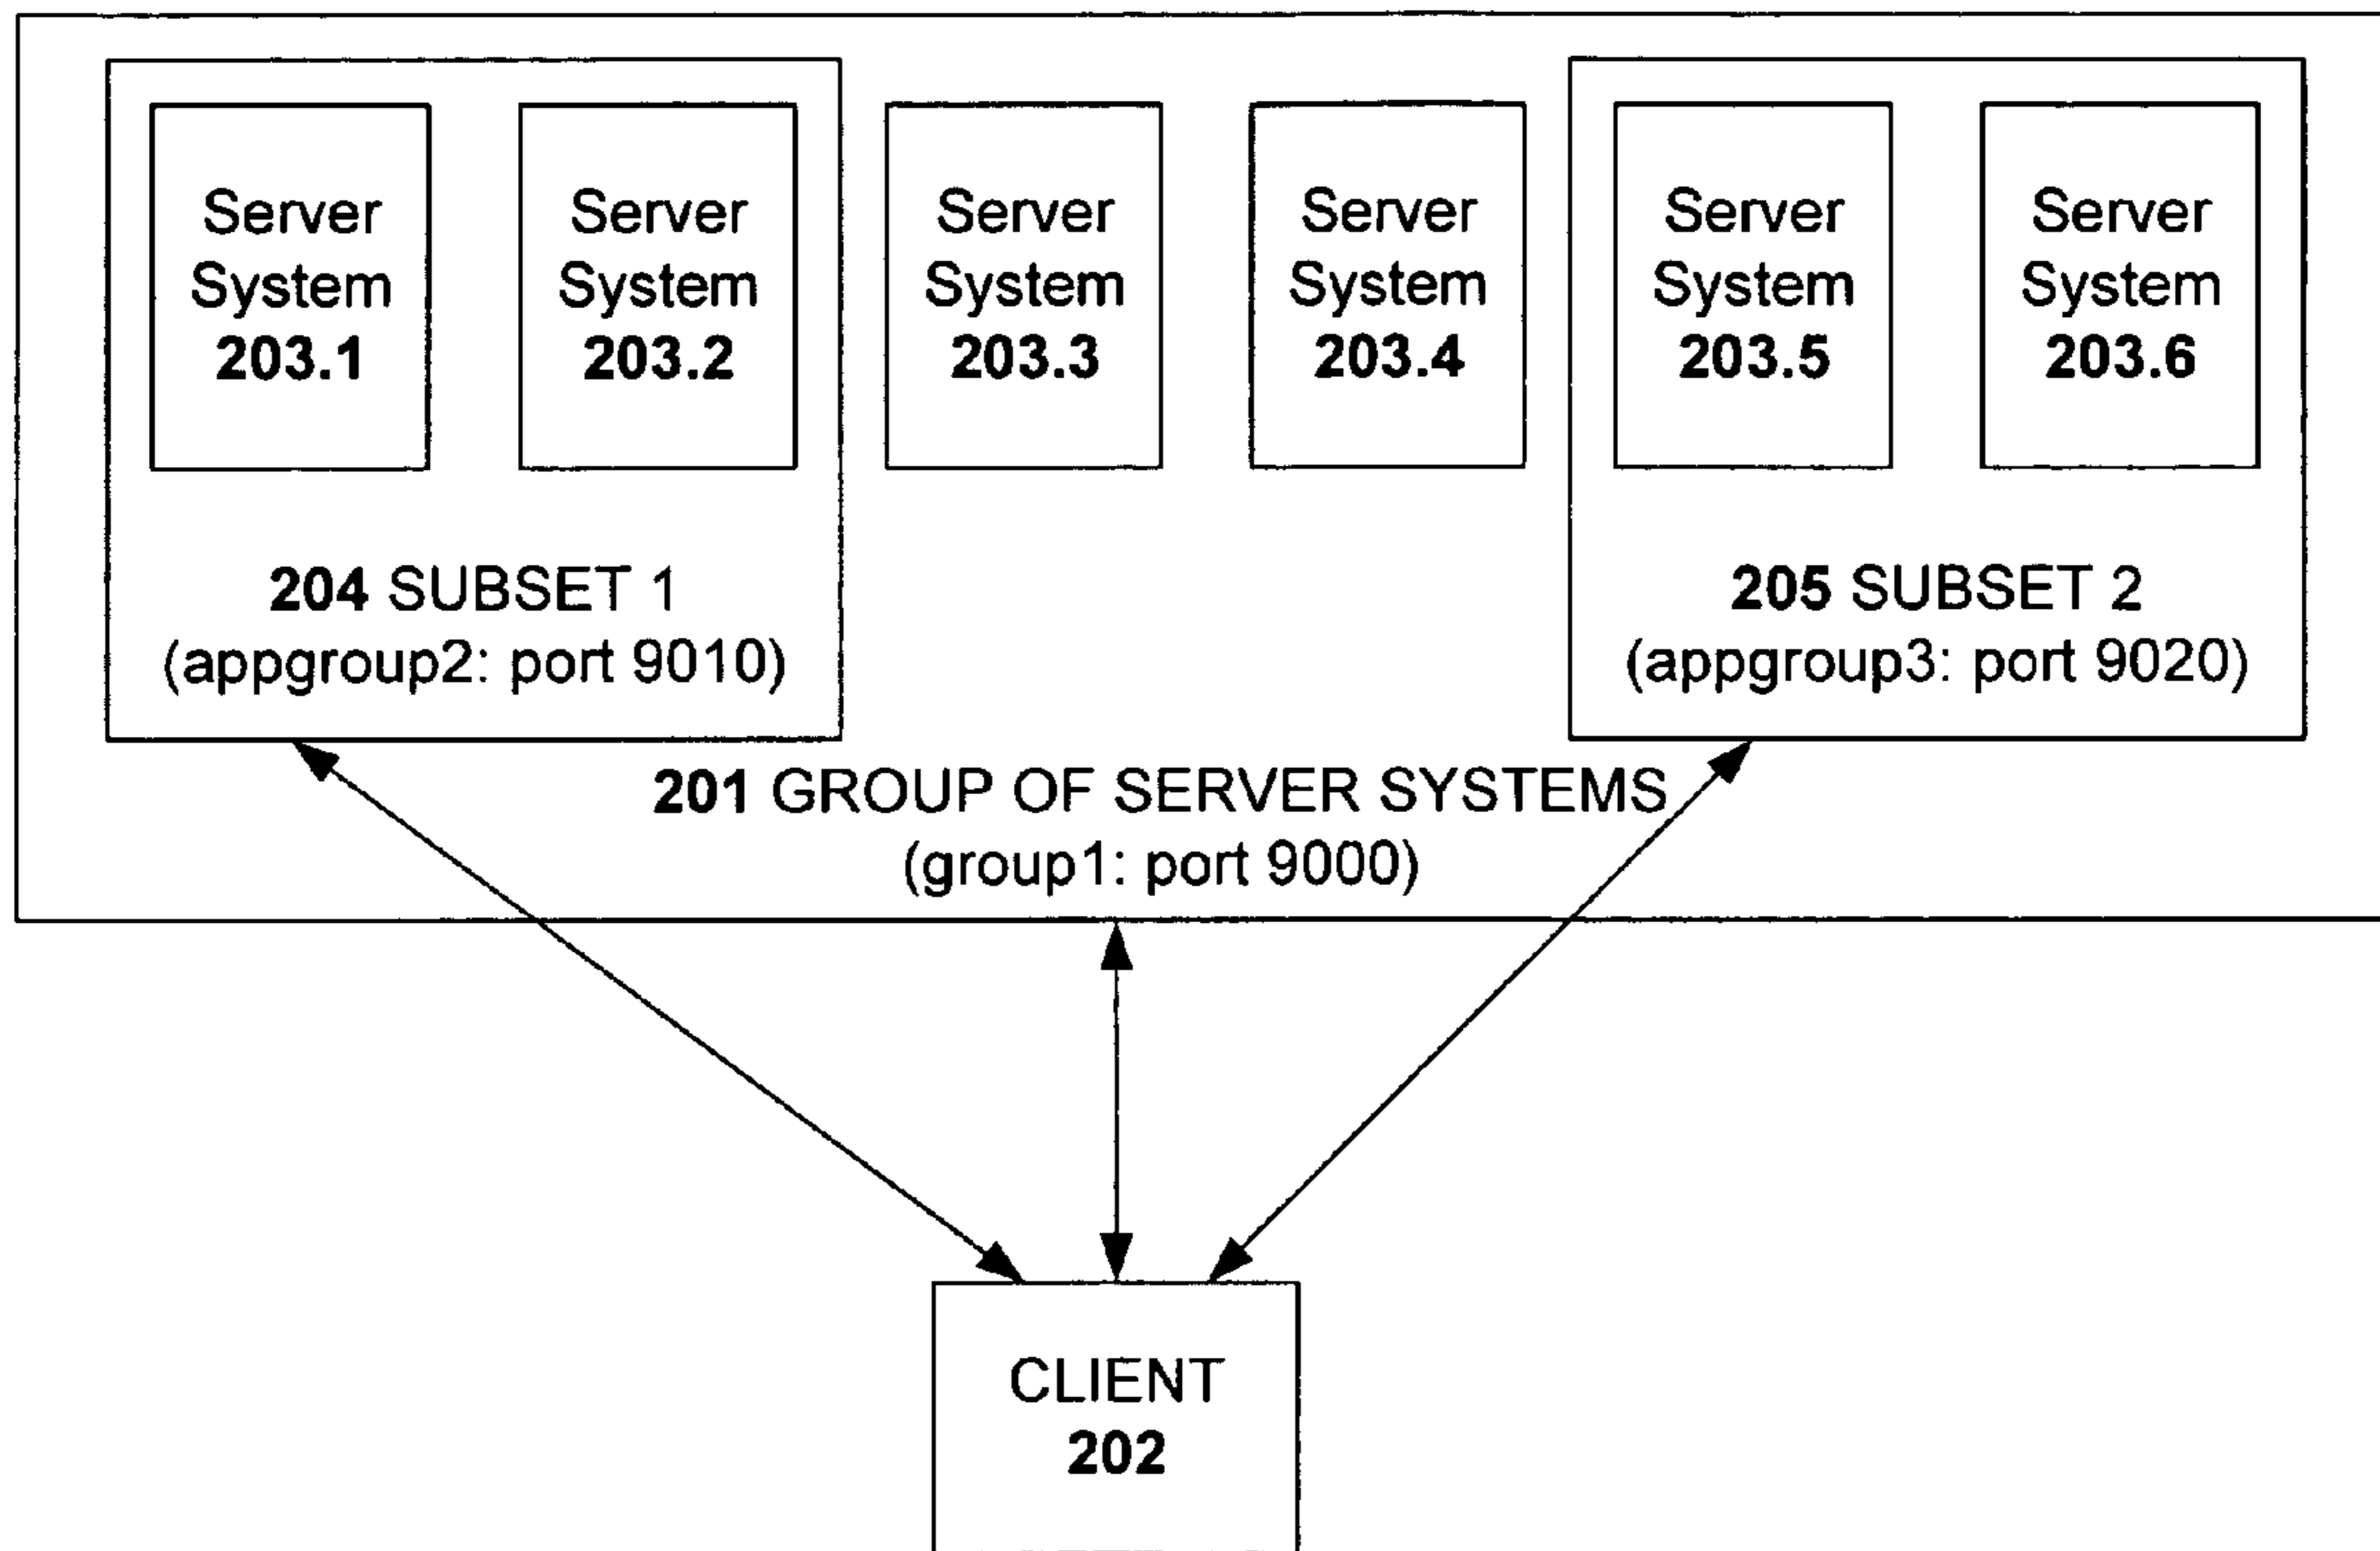 Server
System
203.1
Server
System
203.2
Server
System
203.3
Server
System
203.4
Server
System
203.5
Server
System
203.6
204 SUBSET 1
(appgroup2: port 9010)
205 SUBSET 2
(appgroup3: port 9020)
201 GROUP OF SERVER SYSTEMS
(group1: port 9000)
CLIENT
202